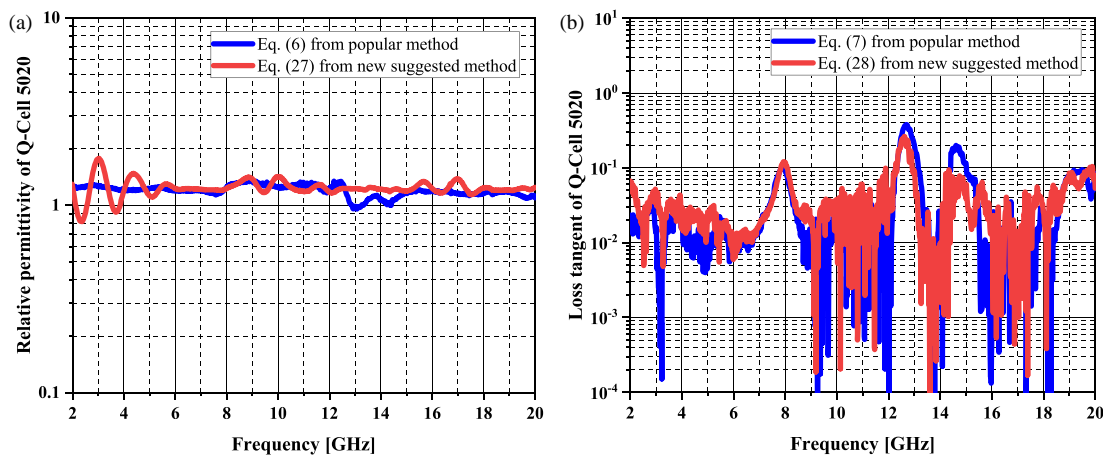 (a)
10
1
0.1
Relative permittivity of Q-Cell 5020
Eq. (6) from popular method
Eq. (27) from new suggested method
2 4 6 8 10 12 14 16 18 20
Frequency [GHz]
(b)
10¹
10⁰
10⁻¹
10⁻²
10⁻³
10⁻⁴
Loss tangent of Q-Cell 5020
Eq. (7) from popular method
Eq. (28) from new suggested method
2 4 6 8 10 12 14 16 18 20
Frequency [GHz]